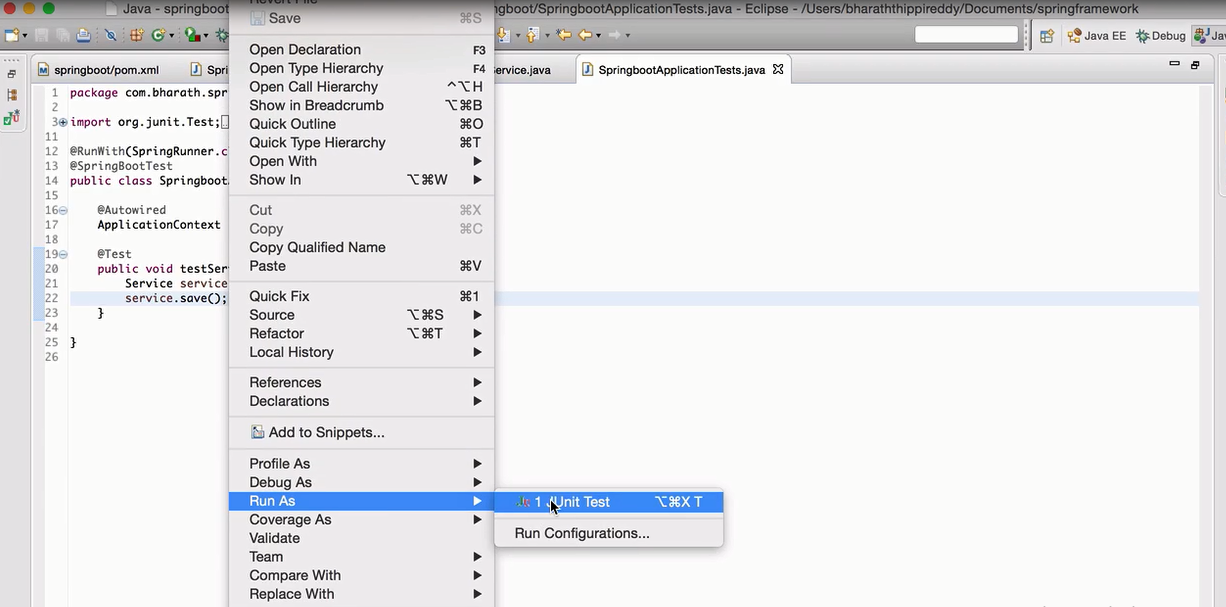 Java - springboo
Revert File
ngboot/SpringbootApplicationTests.java - Eclipse - /Users/bharaththippireddy/Documents/springframework
Save ⌘S
Java EE Debug Jav
springboot/pom.xml Spri ervice.java SpringbootApplicationTests.java
Open Declaration F3
Open Type Hierarchy F4
Open Call Hierarchy ^⌥H
Show in Breadcrumb ⌥⌘B
Quick Outline ⌘O
Quick Type Hierarchy ⌘T
Open With
Show In ⌥⌘W
Cut ⌘X
Copy ⌘C
Copy Qualified Name
Paste ⌘V
Quick Fix ⌘1
Source ⌥⌘S
Refactor ⌥⌘T
Local History
References
Declarations
Add to Snippets...
Profile As
Debug As
Run As
Coverage As
Validate
Team
Compare With
Replace With
1 JUnit Test ⌥⌘X T
Run Configurations...
1 package com.bharath.spr
2
3 import org.junit.Test;
11
12 @RunWith(SpringRunner.c
13 @SpringBootTest
14 public class Springboot
15
16 @Autowired
17 ApplicationContext
18
19 @Test
20 public void testServ
21 Service service
22 service.save();
23 }
24
25 }
26